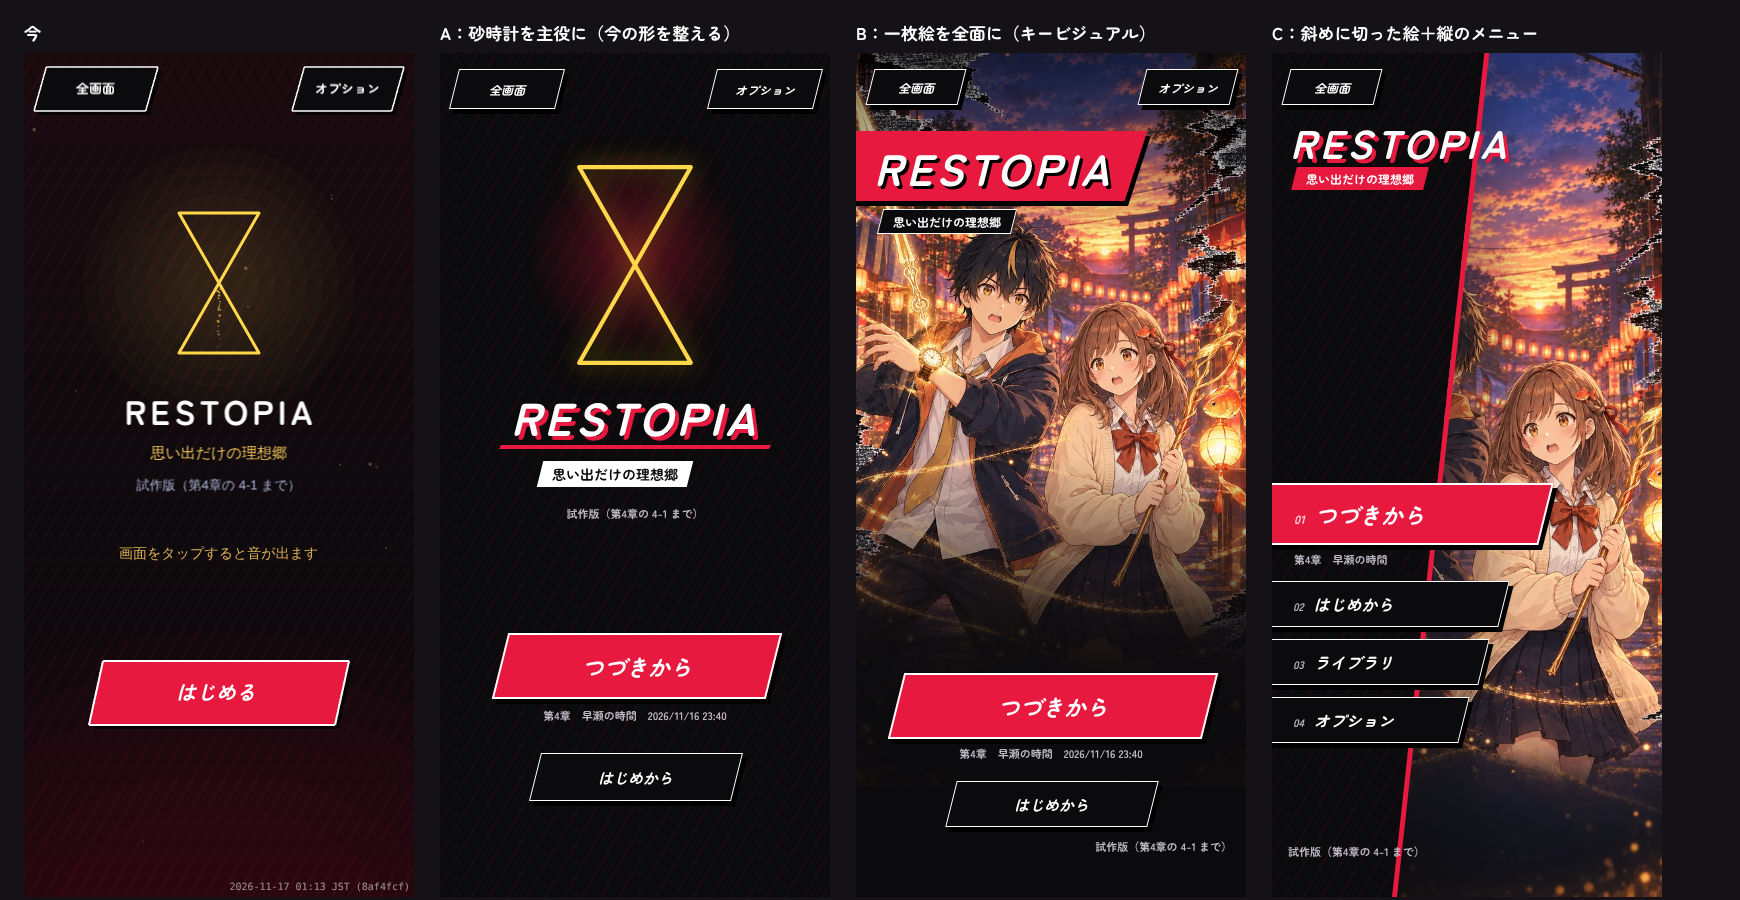 今
全画面
オプション
RESTOPIA
思い出だけの理想郷
試作版（第4章の 4-1 まで）
画面をタップすると音が出ます
はじめる
2026-11-17 01:13 JST (8af4fcf)
A：砂時計を主役に（今の形を整える）
全画面
オプション
RESTOPIA
思い出だけの理想郷
試作版（第4章の 4-1 まで）
つづきから
第4章　早瀬の時間　2026/11/16 23:40
はじめから
B：一枚絵を全面に（キービジュアル）
全画面
オプション
RESTOPIA
思い出だけの理想郷
つづきから
第4章　早瀬の時間　2026/11/16 23:40
はじめから
試作版（第4章の 4-1 まで）
C：斜めに切った絵＋縦のメニュー
全画面
RESTOPIA
思い出だけの理想郷
01 つづきから
第4章　早瀬の時間
02 はじめから
03 ライブラリ
04 オプション
試作版（第4章の 4-1 まで）